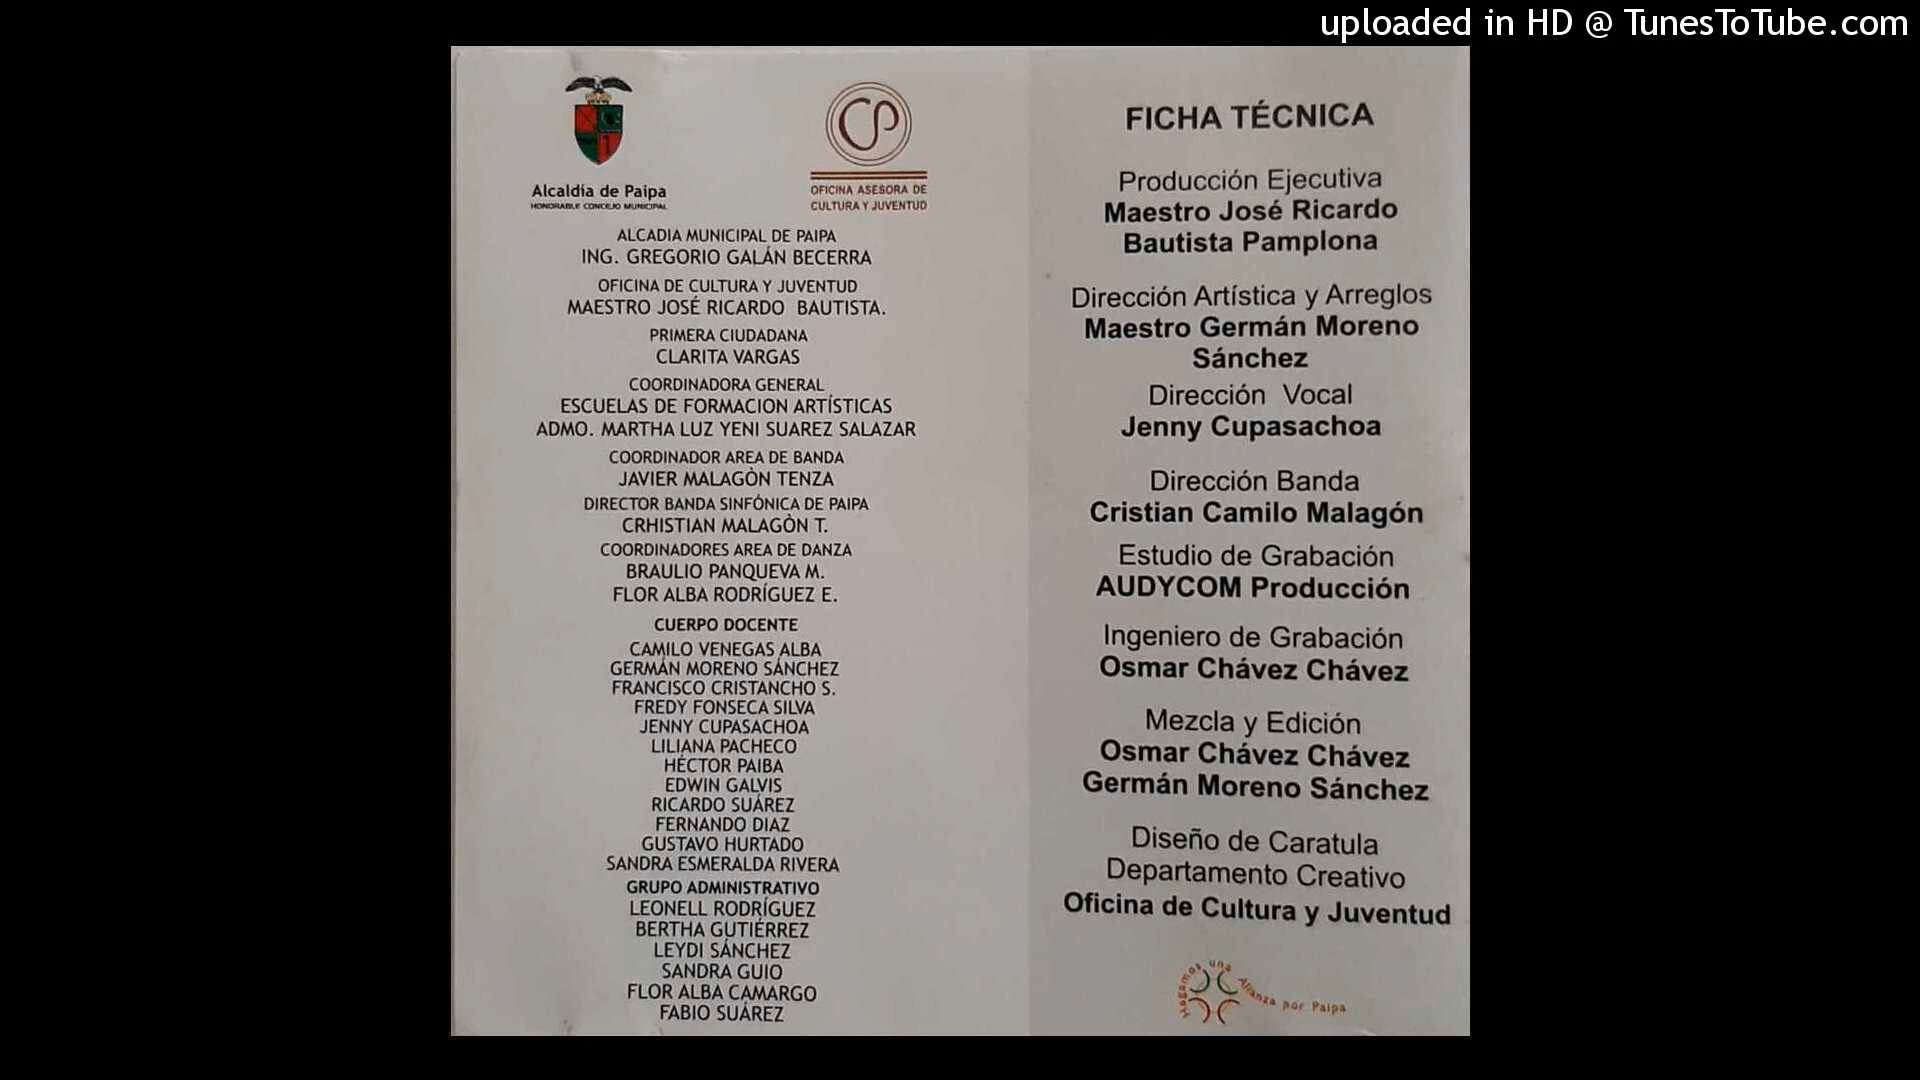 uploaded in HD @ TunesToTube.com
Alcaldía de Paipa
HONORABLE CONCEJO MUNICIPAL
CP
OFICINA ASESORA DE
CULTURA Y JUVENTUD
ALCADIA MUNICIPAL DE PAIPA
ING. GREGORIO GALÁN BECERRA
OFICINA DE CULTURA Y JUVENTUD
MAESTRO JOSÉ RICARDO BAUTISTA.
PRIMERA CIUDADANA
CLARITA VARGAS
COORDINADORA GENERAL
ESCUELAS DE FORMACION ARTÍSTICAS
ADMO. MARTHA LUZ YENI SUAREZ SALAZAR
COORDINADOR AREA DE BANDA
JAVIER MALAGÒN TENZA
DIRECTOR BANDA SINFÓNICA DE PAIPA
CRHISTIAN MALAGÒN T.
COORDINADORES AREA DE DANZA
BRAULIO PANQUEVA M.
FLOR ALBA RODRÍGUEZ E.
CUERPO DOCENTE
CAMILO VENEGAS ALBA
GERMÁN MORENO SÁNCHEZ
FRANCISCO CRISTANCHO S.
FREDY FONSECA SILVA
JENNY CUPASACHOA
LILIANA PACHECO
HÉCTOR PAIBA
EDWIN GALVIS
RICARDO SUÁREZ
FERNANDO DIAZ
GUSTAVO HURTADO
SANDRA ESMERALDA RIVERA
GRUPO ADMINISTRATIVO
LEONELL RODRÍGUEZ
BERTHA GUTIÉRREZ
LEYDI SÁNCHEZ
SANDRA GUIO
FLOR ALBA CAMARGO
FABIO SUÁREZ
FICHA TÉCNICA
Producción Ejecutiva
Maestro José Ricardo
Bautista Pamplona
Dirección Artística y Arreglos
Maestro Germán Moreno
Sánchez
Dirección Vocal
Jenny Cupasachoa
Dirección Banda
Cristian Camilo Malagón
Estudio de Grabación
AUDYCOM Producción
Ingeniero de Grabación
Osmar Chávez Chávez
Mezcla y Edición
Osmar Chávez Chávez
Germán Moreno Sánchez
Diseño de Caratula
Departamento Creativo
Oficina de Cultura y Juventud
Hagamos una Alianza por Paipa